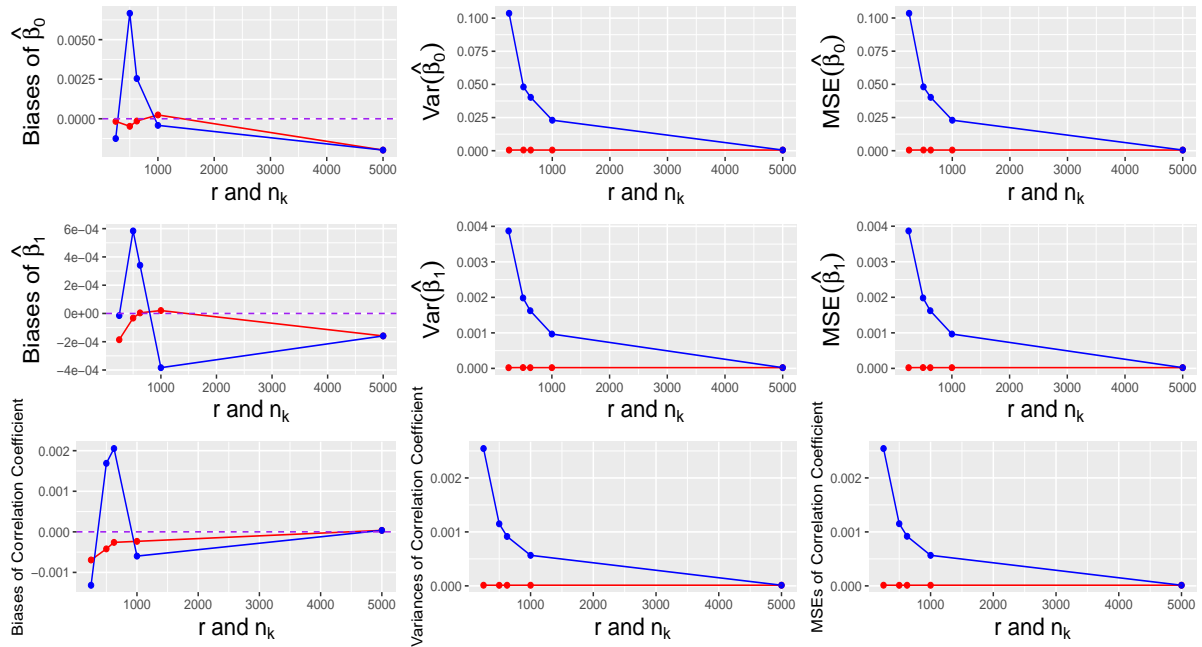 Biases of β̂₀
0.0050
0.0025
0.0000
1000 2000 3000 4000 5000
r and nₖ
Var(β̂₀)
0.100
0.075
0.050
0.025
0.000
0 1000 2000 3000 4000 5000
r and nₖ
MSE(β̂₀)
0.100
0.075
0.050
0.025
0.000
0 1000 2000 3000 4000 5000
r and nₖ
Biases of β̂₁
6e−04
4e−04
2e−04
0e+00
−2e−04
−4e−04
1000 2000 3000 4000 5000
r and nₖ
Var(β̂₁)
0.004
0.003
0.002
0.001
0.000
0 1000 2000 3000 4000 5000
r and nₖ
MSE(β̂₁)
0.004
0.003
0.002
0.001
0.000
0 1000 2000 3000 4000 5000
r and nₖ
Biases of Correlation Coefficient
0.002
0.001
0.000
−0.001
1000 2000 3000 4000 5000
r and nₖ
Variances of Correlation Coefficient
0.002
0.001
0.000
1000 2000 3000 4000 5000
r and nₖ
MSEs of Correlation Coefficient
0.002
0.001
0.000
1000 2000 3000 4000 5000
r and nₖ